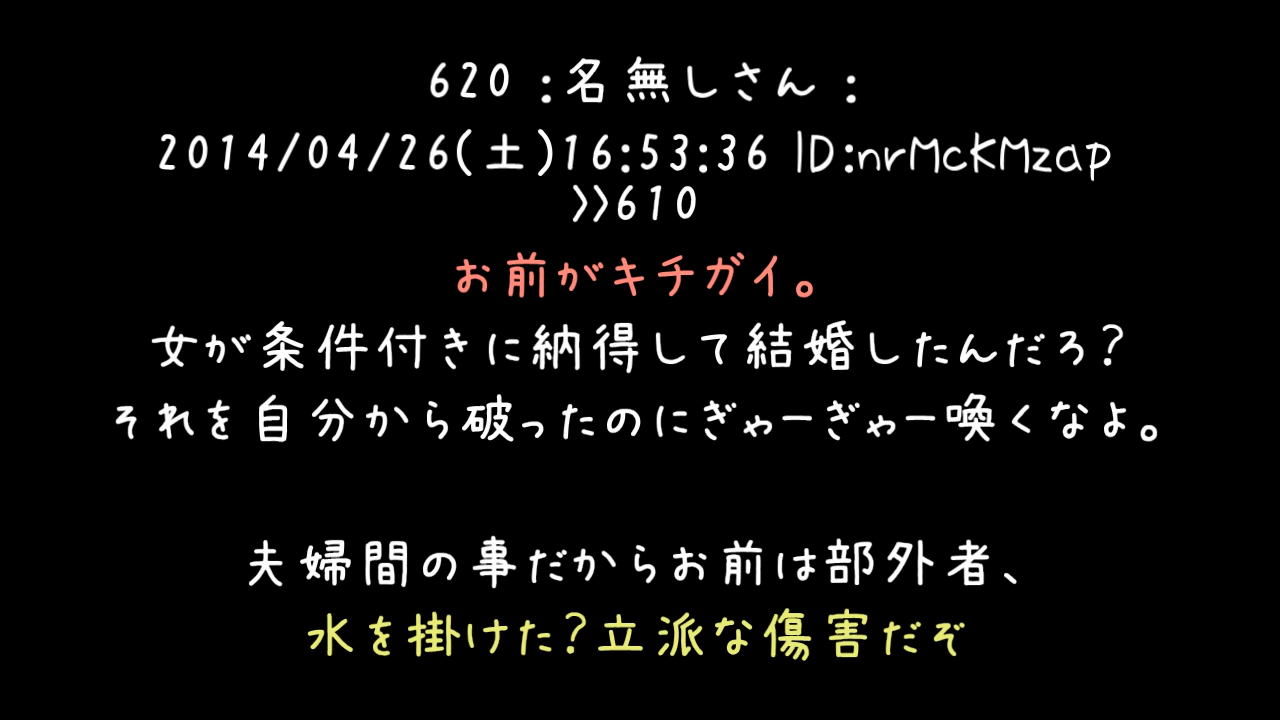 620 :名無しさん :
2014/04/26(土)16:53:36 ID:nrMcKMzap
>>610
お前がキチガイ。
女が条件付きに納得して結婚したんだろ?
それを自分から破ったのにぎゃーぎゃー喚くなよ。
夫婦間の事だからお前は部外者、
水を掛けた?立派な傷害だぞ